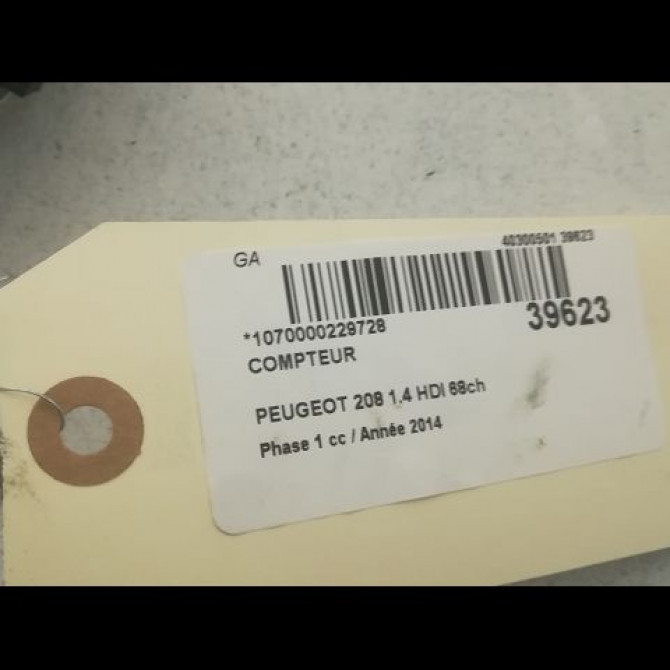 GA
40300501 39623
*1070000229728
39623
COMPTEUR
PEUGEOT 208 1,4 HDI 68ch
Phase 1 cc / Année 2014